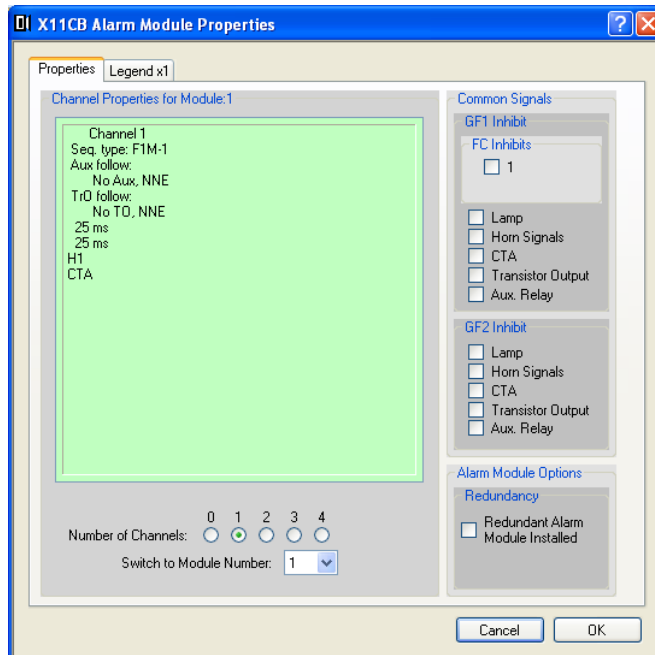 X11CB Alarm Module Properties
Properties
Legend x1
Channel Properties for Module:1
Channel 1
Seq. type: F1M-1
Aux follow:
No Aux, NNE
TrO follow:
No TO, NNE
25 ms
25 ms
H1
CTA
Number of Channels:
0 1 2 3 4
Switch to Module Number: 1
Common Signals
GF1 Inhibit
FC Inhibits
1
Lamp
Horn Signals
CTA
Transistor Output
Aux. Relay
GF2 Inhibit
Lamp
Horn Signals
CTA
Transistor Output
Aux. Relay
Alarm Module Options
Redundancy
Redundant Alarm
Module Installed
Cancel
OK